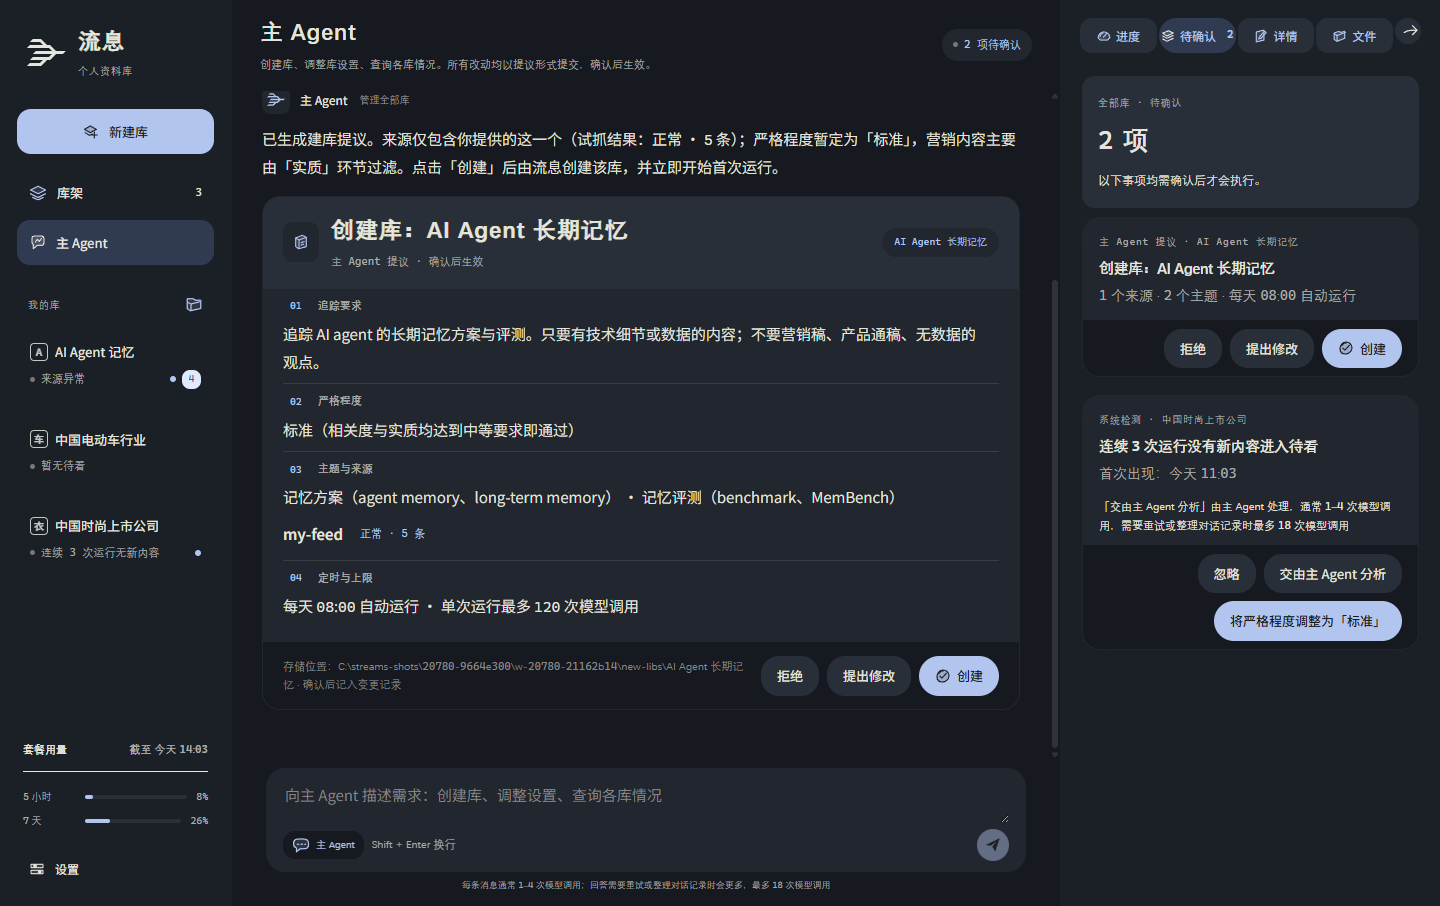 流息
个人资料库
新建库
库架
3
主 Agent
我的库
A
AI Agent 记忆
来源异常
4
车
中国电动车行业
暂无待看
衣
中国时尚上市公司
连续 3 次运行无新内容
套餐用量
截至 今天 14:03
5 小时
8%
7 天
26%
设置
主 Agent
创建库、调整库设置、查询各库情况。所有改动均以提议形式提交，确认后生效。
2 项待确认
主 Agent
管理全部库
已生成建库提议。来源仅包含你提供的这一个（试抓结果：正常 · 5 条）；严格程度暂定为「标准」，营销内容主要
由「实质」环节过滤。点击「创建」后由流息创建该库，并立即开始首次运行。
创建库：AI Agent 长期记忆
主 Agent 提议 · 确认后生效
AI Agent 长期记忆
01
追踪要求
追踪 AI agent 的长期记忆方案与评测。只要有技术细节或数据的内容；不要营销稿、产品通稿、无数据的
观点。
02
严格程度
标准（相关度与实质均达到中等要求即通过）
03
主题与来源
记忆方案（agent memory、long-term memory） · 记忆评测（benchmark、MemBench）
my-feed
正常 · 5 条
04
定时与上限
每天 08:00 自动运行 · 单次运行最多 120 次模型调用
存储位置：C:\streams-shots\20780-9664e300\w-20780-21162b14\new-libs\AI Agent 长期记
忆 · 确认后记入变更记录
拒绝
提出修改
创建
向主 Agent 描述需求：创建库、调整设置、查询各库情况
主 Agent
Shift + Enter 换行
每条消息通常 1–4 次模型调用；回答需要重试或整理对话记录时会更多，最多 18 次模型调用
进度
待确认
2
详情
文件
全部库 · 待确认
2 项
以下事项均需确认后才会执行。
主 Agent 提议 · AI Agent 长期记忆
创建库：AI Agent 长期记忆
1 个来源 · 2 个主题 · 每天 08:00 自动运行
拒绝
提出修改
创建
系统检测 · 中国时尚上市公司
连续 3 次运行没有新内容进入待看
首次出现：今天 11:03
「交由主 Agent 分析」由主 Agent 处理，通常 1–4 次模型调
用，需要重试或整理对话记录时最多 18 次模型调用
忽略
交由主 Agent 分析
将严格程度调整为「标准」